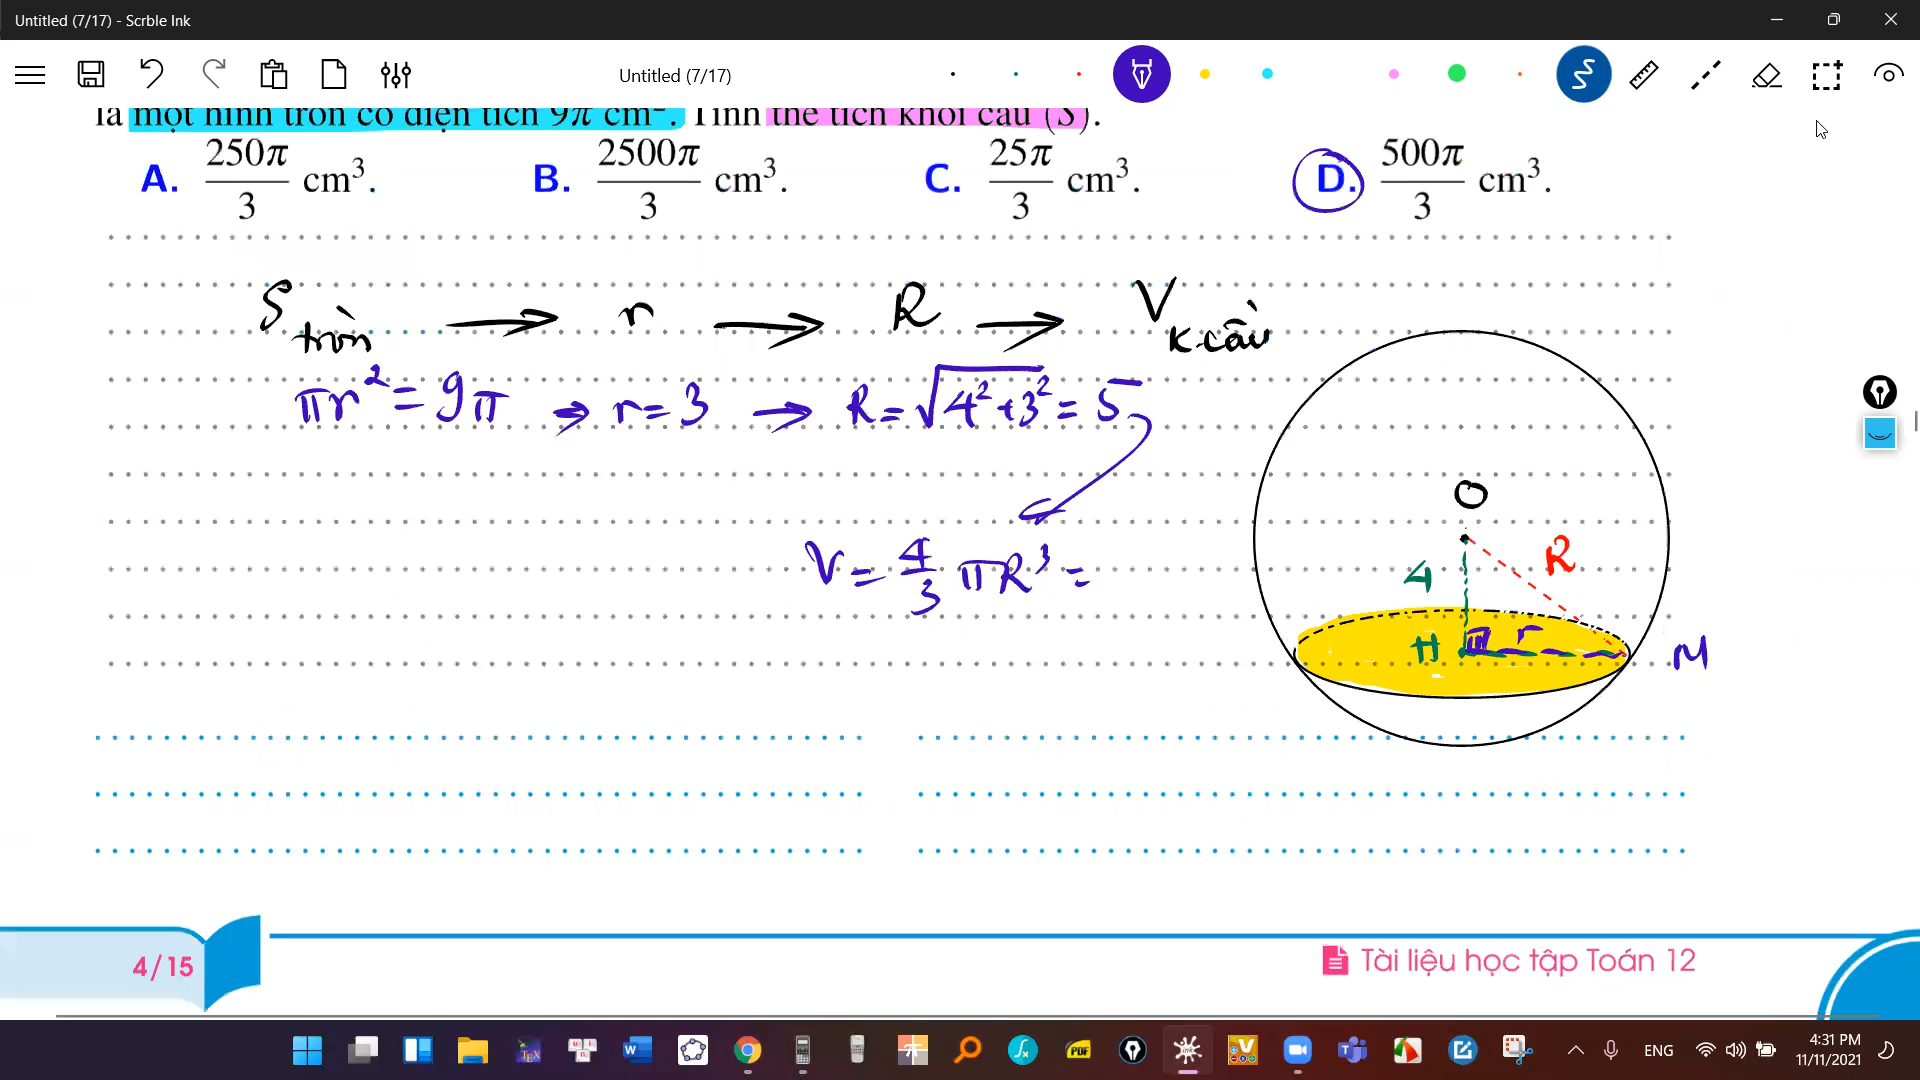 Untitled (7/17) - Scrble Ink
Untitled (7/17)
là một hình tròn có diện tích 9π cm². Tính thể tích khối cầu (S).
A. 250π/3 cm³. B. 2500π/3 cm³. C. 25π/3 cm³. D. 500π/3 cm³.
S tròn → r → R → V k.cầu
πr² = 9π → r = 3 → R = √(4² + 3²) = 5
V = 4/3 πR³ =
O
4 R
H r M
4/15
Tài liệu học tập Toán 12
ENG
4:31 PM
11/11/2021